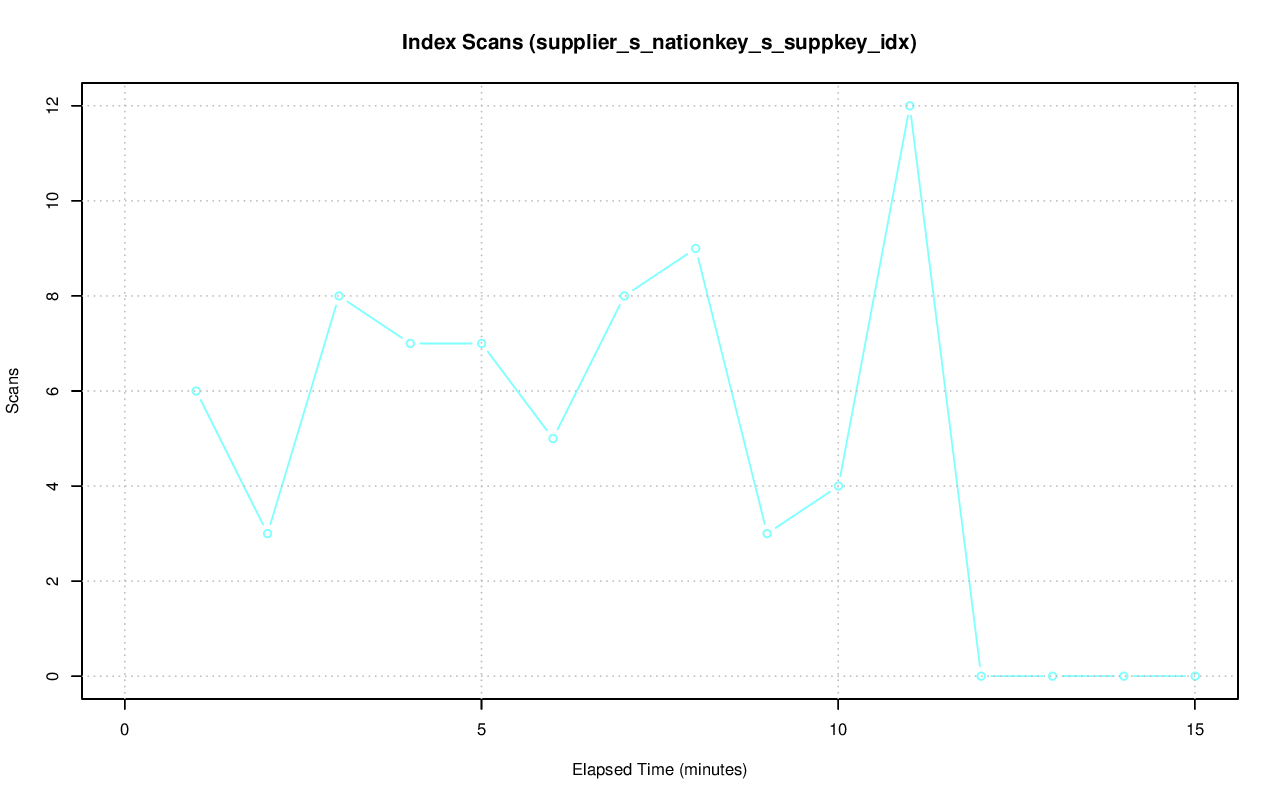 Index Scans (supplier_s_nationkey_s_suppkey_idx)
12
10
8
6
4
2
0
Scans
0 5 10 15
Elapsed Time (minutes)